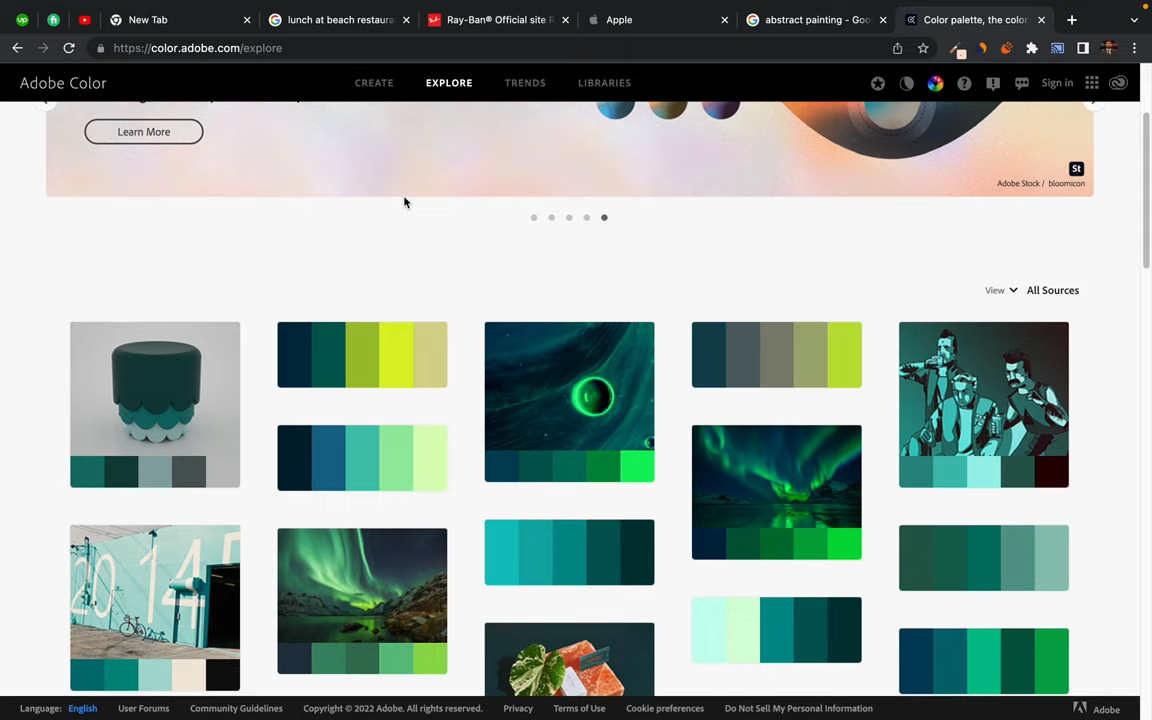 New Tab
lunch at beach restaura
Ray-Ban® Official site
Apple
abstract painting - Goo
Color palette, the color
https://color.adobe.com/explore
Adobe Color
CREATE
EXPLORE
TRENDS
LIBRARIES
Sign in
Learn More
St
Adobe Stock / bloomicon
View
All Sources
2014
Language: English
User Forums
Community Guidelines
Copyright © 2022 Adobe. All rights reserved.
Privacy
Terms of Use
Cookie preferences
Do Not Sell My Personal Information
Adobe